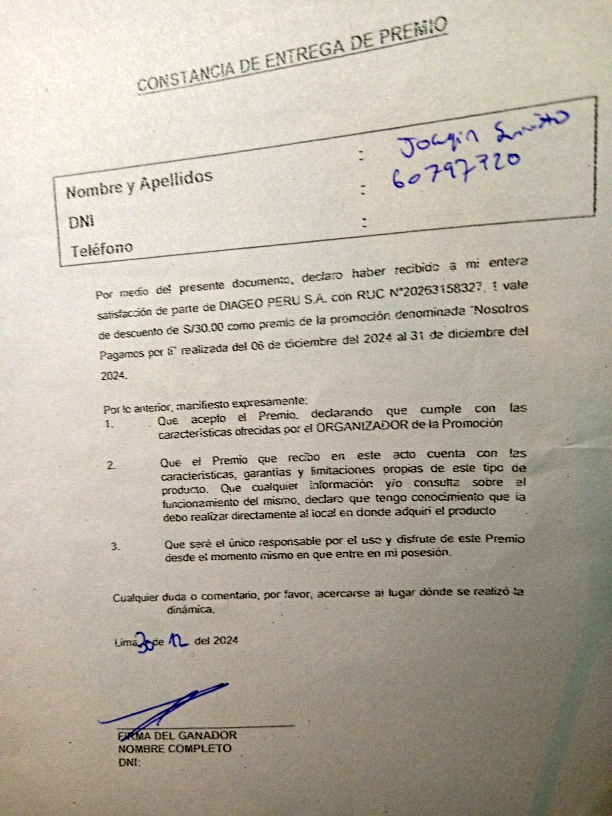 CONSTANCIA DE ENTREGA DE PREMIO
Nombre y Apellidos : Joaquin
DNI : 60797720
Teléfono :
Por medio del presente documento, declaro haber recibido a mi entera
satisfacción de parte de DIAGEO PERU S.A. con RUC N°20263158327, 1 vale
de descuento de S/30.00 como premio de la promoción denominada "Nosotros
Pagamos por ti" realizada del 06 de diciembre del 2024 al 31 de diciembre del
2024.
Por lo anterior, manifiesto expresamente:
1. Que acepto el Premio, declarando que cumple con las
características ofrecidas por el ORGANIZADOR de la Promoción
2. Que el Premio que recibo en este acto cuenta con las
características, garantías y limitaciones propias de este tipo de
producto. Que cualquier información y/o consulta sobre el
funcionamiento del mismo, declaro que tengo conocimiento que la
debo realizar directamente al local en donde adquirí el producto
3. Que seré el único responsable por el uso y disfrute de este Premio
desde el momento mismo en que entre en mi posesión.
Cualquier duda o comentario, por favor, acercarse al lugar dónde se realizó la
dinámica.
Lima 30 de 12 del 2024
FIRMA DEL GANADOR
NOMBRE COMPLETO
DNI: